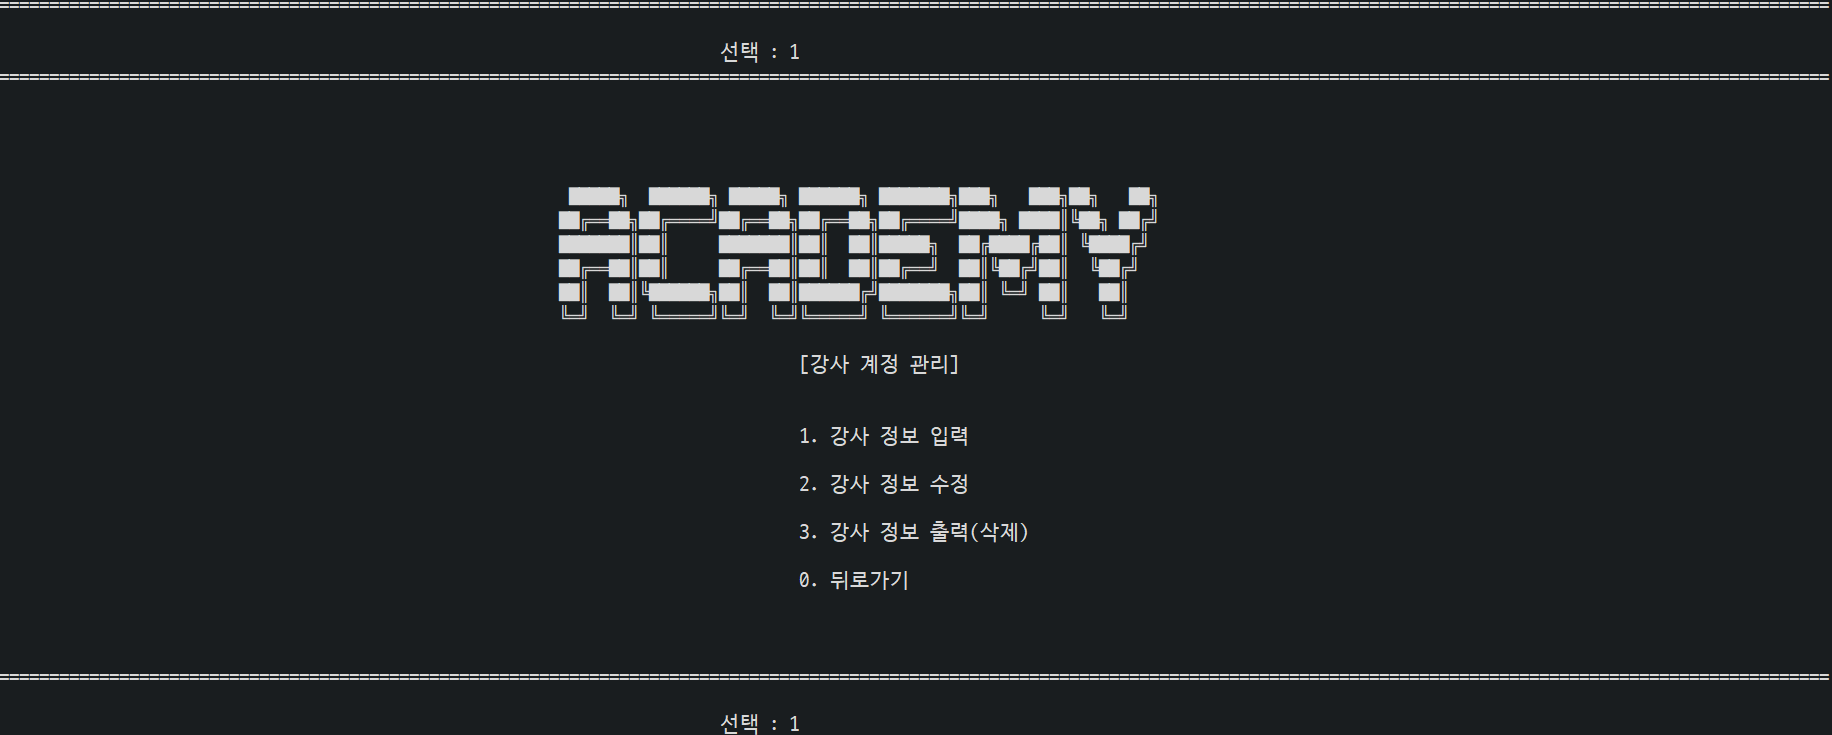 선택 : 1
ACADEMY
[강사 계정 관리]
1. 강사 정보 입력
2. 강사 정보 수정
3. 강사 정보 출력(삭제)
0. 뒤로가기
선택 : 1